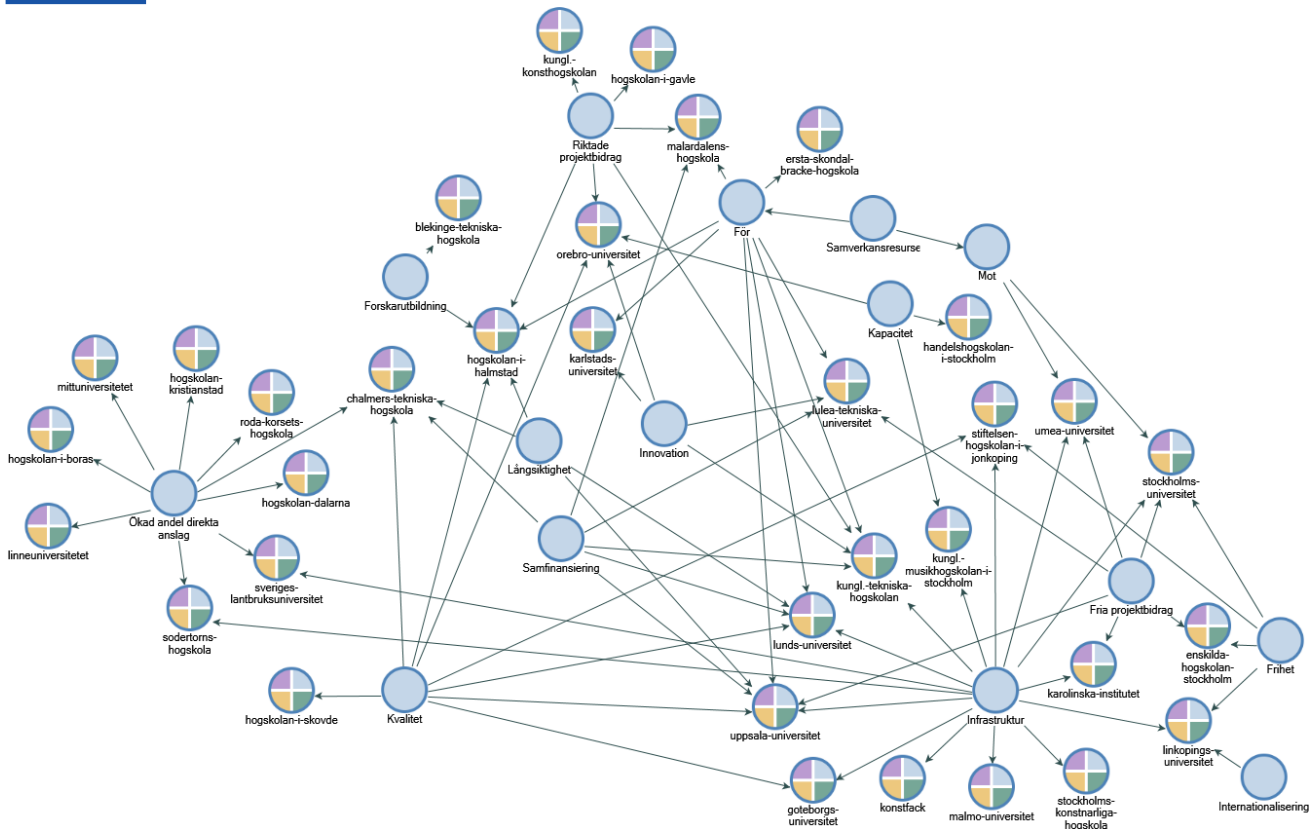 kungl.-
konsthogskolan
hogskolan-i-gavle
Riktade
projektbidrag
malardalens-
hogskola
ersta-skondal-
bracke-hogskola
blekinge-tekniska-
hogskola
orebro-universitet
För
Samverkansresurse
Mot
Forskarutbildning
hogskolan-i-
halmstad
karlstads-
universitet
Kapacitet
handelshogskolan-
i-stockholm
mittuniversitetet
hogskolan-
kristianstad
chalmers-tekniska-
hogskola
roda-korsets-
hogskola
lulea-tekniska-
universitet
stiftelsen-
hogskolan-i-
jonkoping
umea-universitet
hogskolan-i-boras
Långsiktighet
Innovation
stockholms-
universitet
hogskolan-dalarna
Ökad andel direkta
anslag
linneuniversitetet
Samfinansiering
kungl.-
musikhogskolan-i-
stockholm
kungl.-tekniska-
hogskolan
sveriges-
lantbruksuniversitet
Fria projektbidrag
sodertorns-
hogskola
lunds-universitet
enskilda-
hogskolan-
stockholm
Frihet
karolinska-institutet
hogskolan-i-skovde
Kvalitet
uppsala-universitet
Infrastruktur
linkopings-
universitet
goteborgs-
universitet
konstfack
malmo-universitet
stockholms-
konstnarliga-
hogskola
Internationalisering